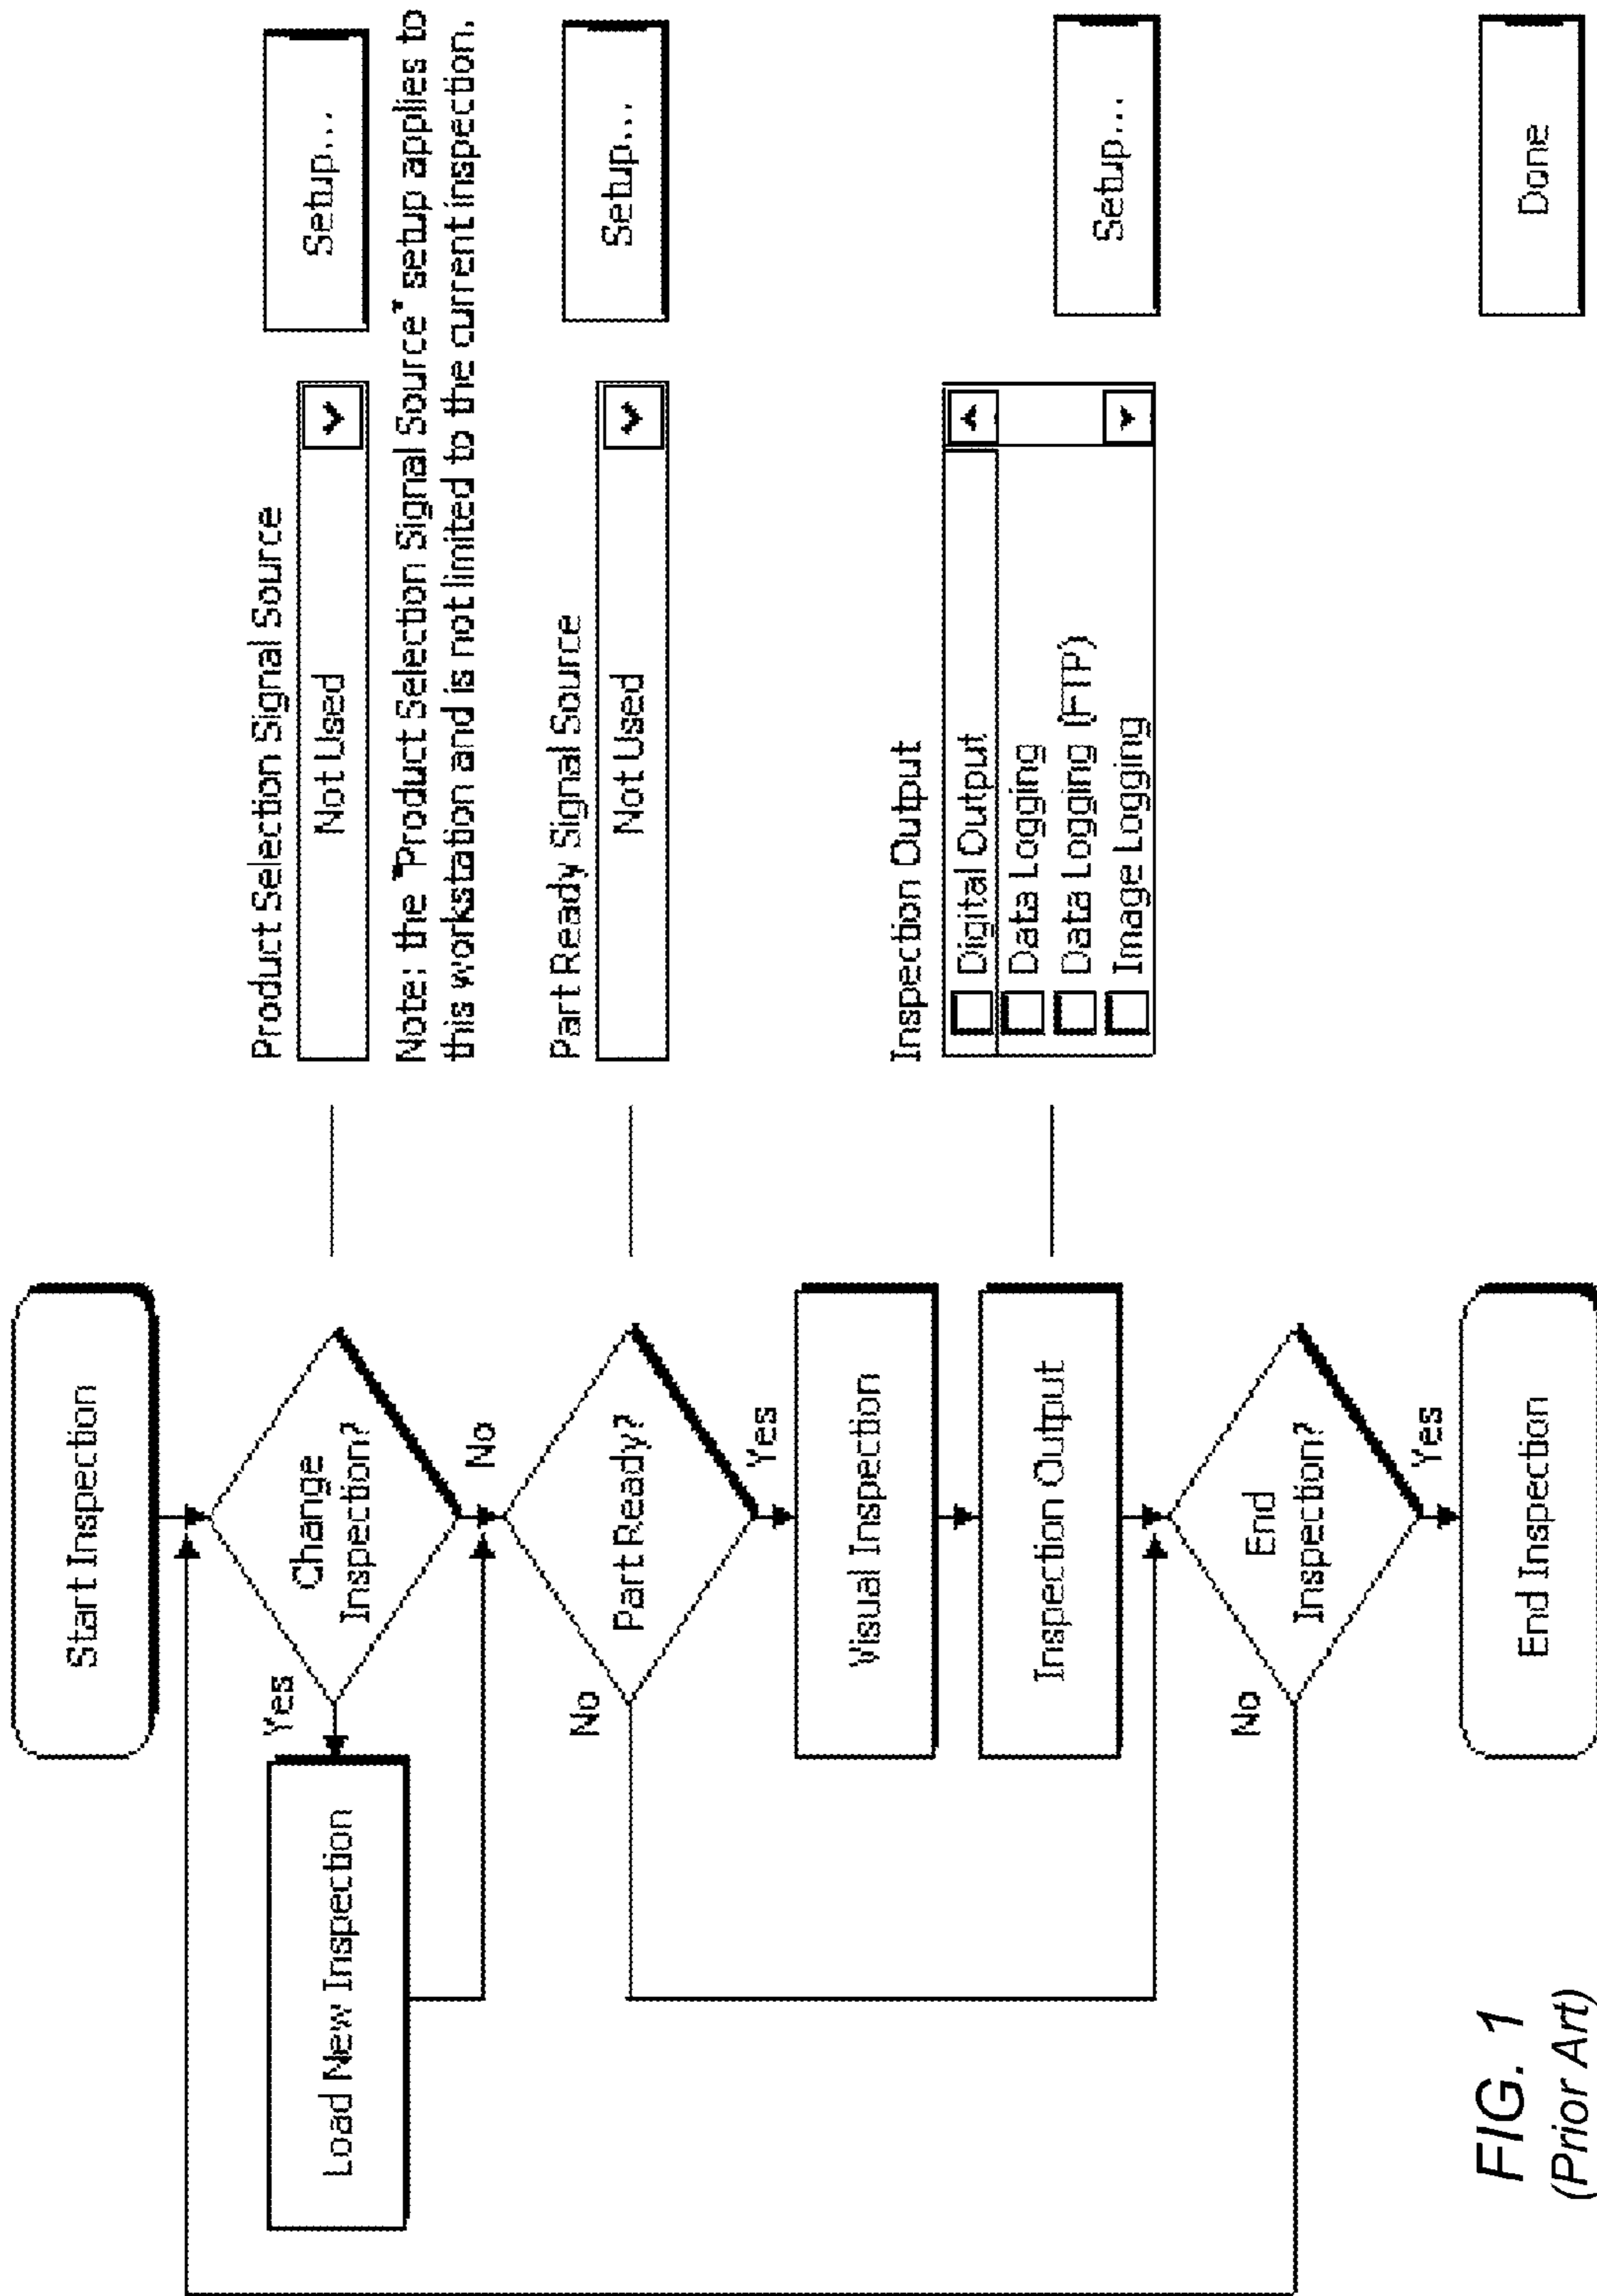 Start Inspection
Change
Inspection?
Yes
No
Load New Inspection
Product Selection Signal Source
Not Used
Setup...
Note: the "Product Selection Signal Source" setup applies to
this workstation and is not limited to the current inspection.
Part Ready?
No
Yes
Part Ready Signal Source
Not Used
Setup...
Visual Inspection
Inspection Output
Inspection Output
Digital Output
Data Logging
Data Logging (FTP)
Image Logging
Setup...
End
Inspection?
No
Yes
End Inspection
Done
FIG. 1
(Prior Art)